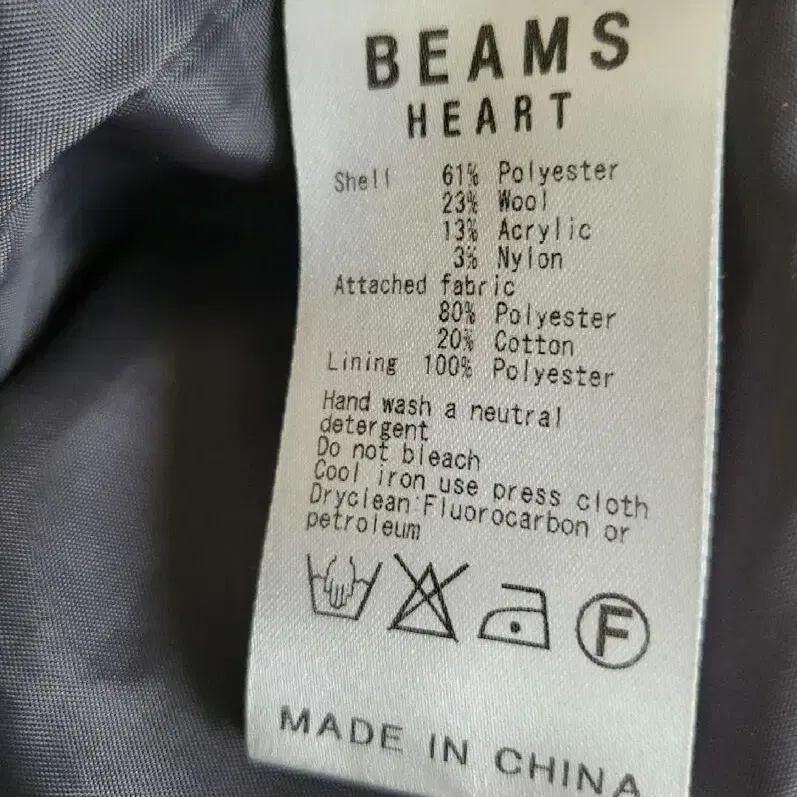 BEAMS
HEART
Shell 61% Polyester
23% Wool
13% Acrylic
3% Nylon
Attached fabric
80% Polyester
20% Cotton
Lining 100% Polyester
Hand wash a neutral
detergent
Do not bleach
Cool iron use press cloth
Dryclean:Fluorocarbon or
petroleum
F
MADE IN CHINA